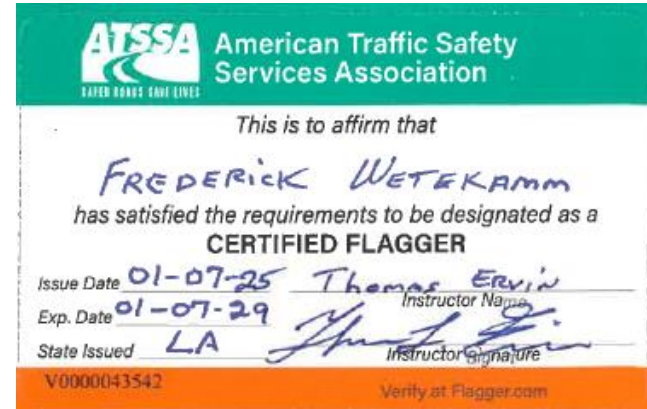 ATSSA
SAFER ROADS SAVE LIVES
American Traffic Safety
Services Association
This is to affirm that
FREDERICK WETEKAMM
has satisfied the requirements to be designated as a
CERTIFIED FLAGGER
Issue Date 01-07-25 Thomas Ervin
Instructor Name
Exp. Date 01-07-29
State Issued LA
Instructor Signature
V0000043542
Verify at Flagger.com